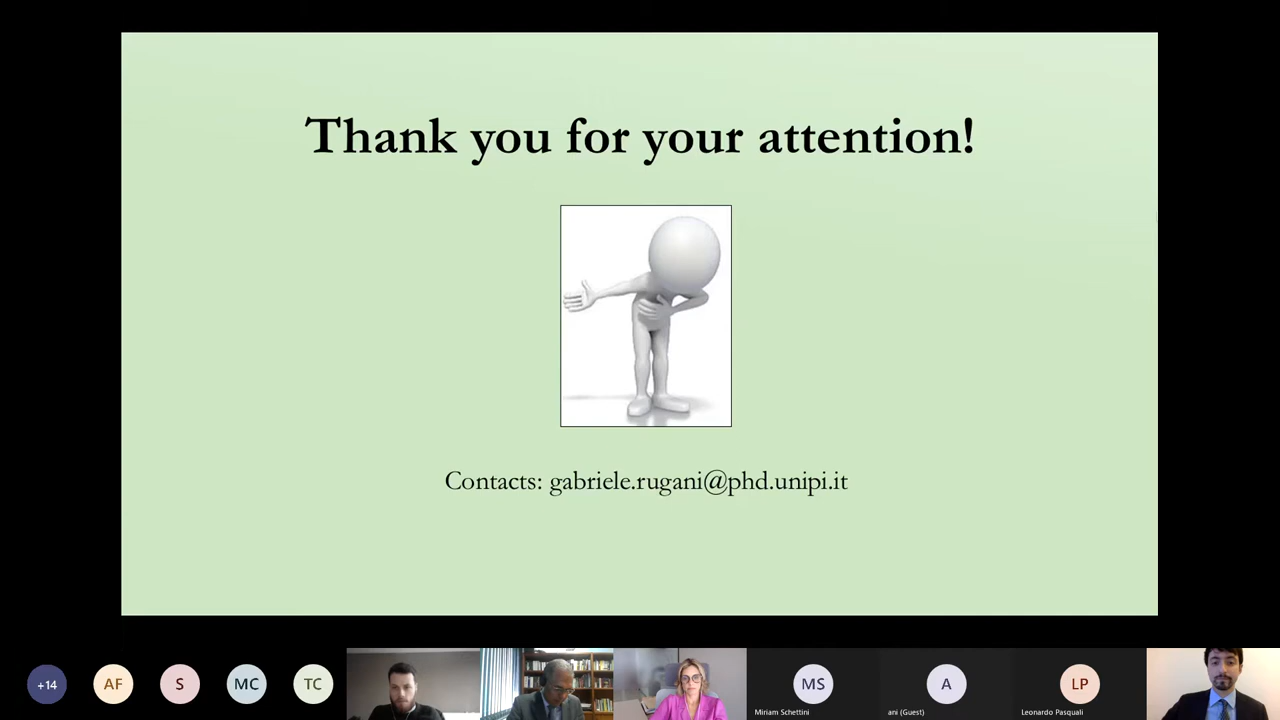 Thank you for your attention!
Contacts: gabriele.rugani@phd.unipi.it
+14
AF
S
MC
TC
MS
Miriam Schettini
A
ani (Guest)
LP
Leonardo Pasquali